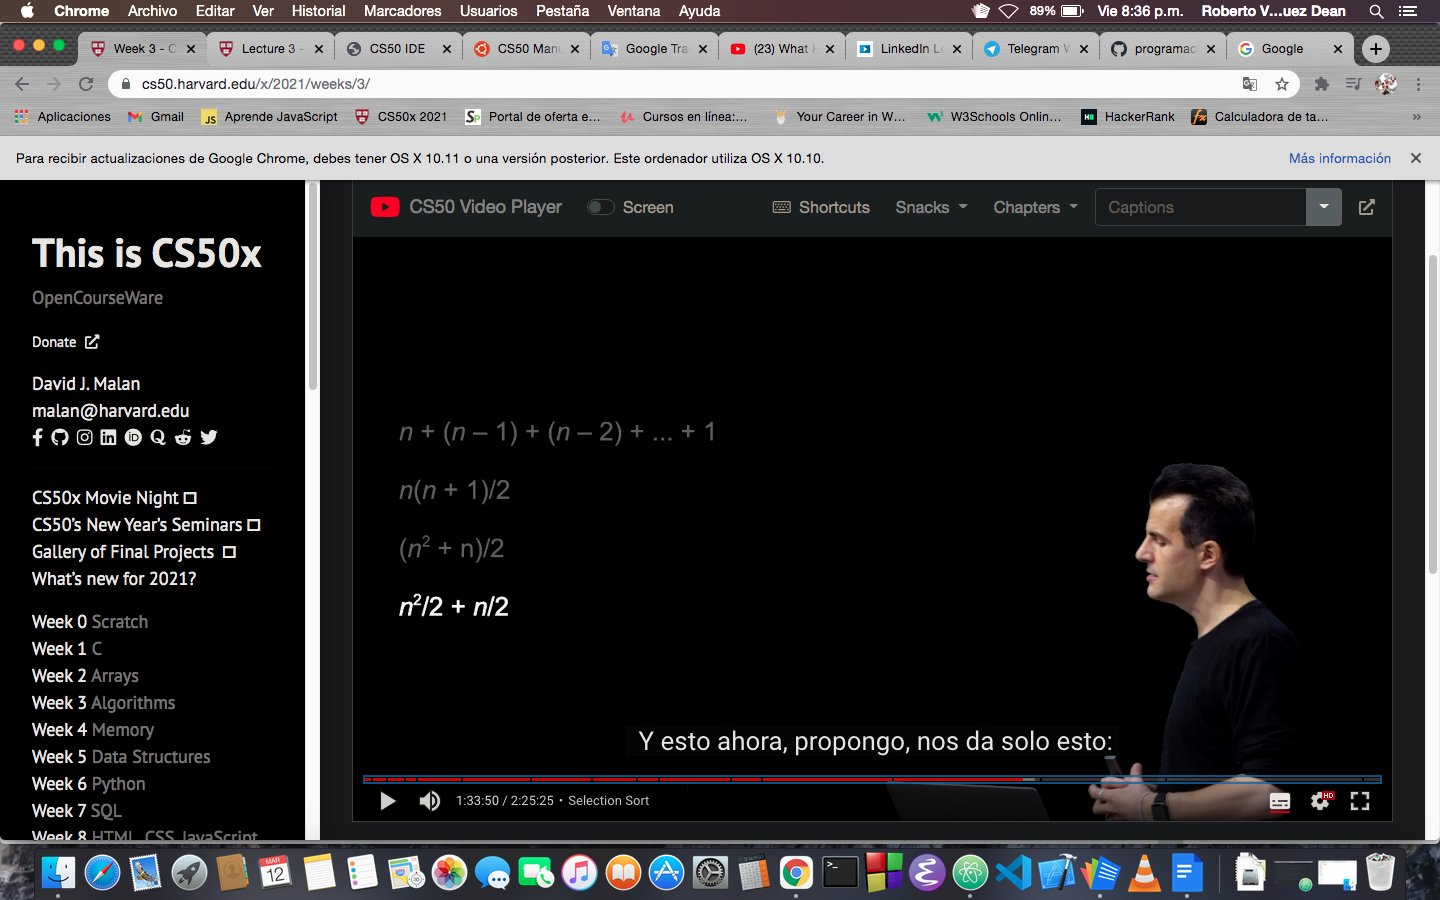 Chrome Archivo Editar Ver Historial Marcadores Usuarios Pestaña Ventana Ayuda 89% Vie 8:36 p.m. Roberto V...uez Dean
Week 3 - C Lecture 3 - CS50 IDE CS50 Manu Google Tra (23) What LinkedIn Le Telegram W programac Google
cs50.harvard.edu/x/2021/weeks/3/
Aplicaciones Gmail Aprende JavaScript CS50x 2021 Portal de oferta e... Cursos en línea:... Your Career in W... W3Schools Onlin... HackerRank Calculadora de ta...
Para recibir actualizaciones de Google Chrome, debes tener OS X 10.11 o una versión posterior. Este ordenador utiliza OS X 10.10. Más información
This is CS50x
OpenCourseWare
Donate
David J. Malan
malan@harvard.edu
CS50x Movie Night
CS50's New Year's Seminars
Gallery of Final Projects
What's new for 2021?
Week 0 Scratch
Week 1 C
Week 2 Arrays
Week 3 Algorithms
Week 4 Memory
Week 5 Data Structures
Week 6 Python
Week 7 SQL
Week 8 HTML, CSS, JavaScript
CS50 Video Player Screen Shortcuts Snacks Chapters Captions
n + (n – 1) + (n – 2) + ... + 1
n(n + 1)/2
(n² + n)/2
n²/2 + n/2
Y esto ahora, propongo, nos da solo esto:
1:33:50 / 2:25:25 • Selection Sort HD
MAR
12